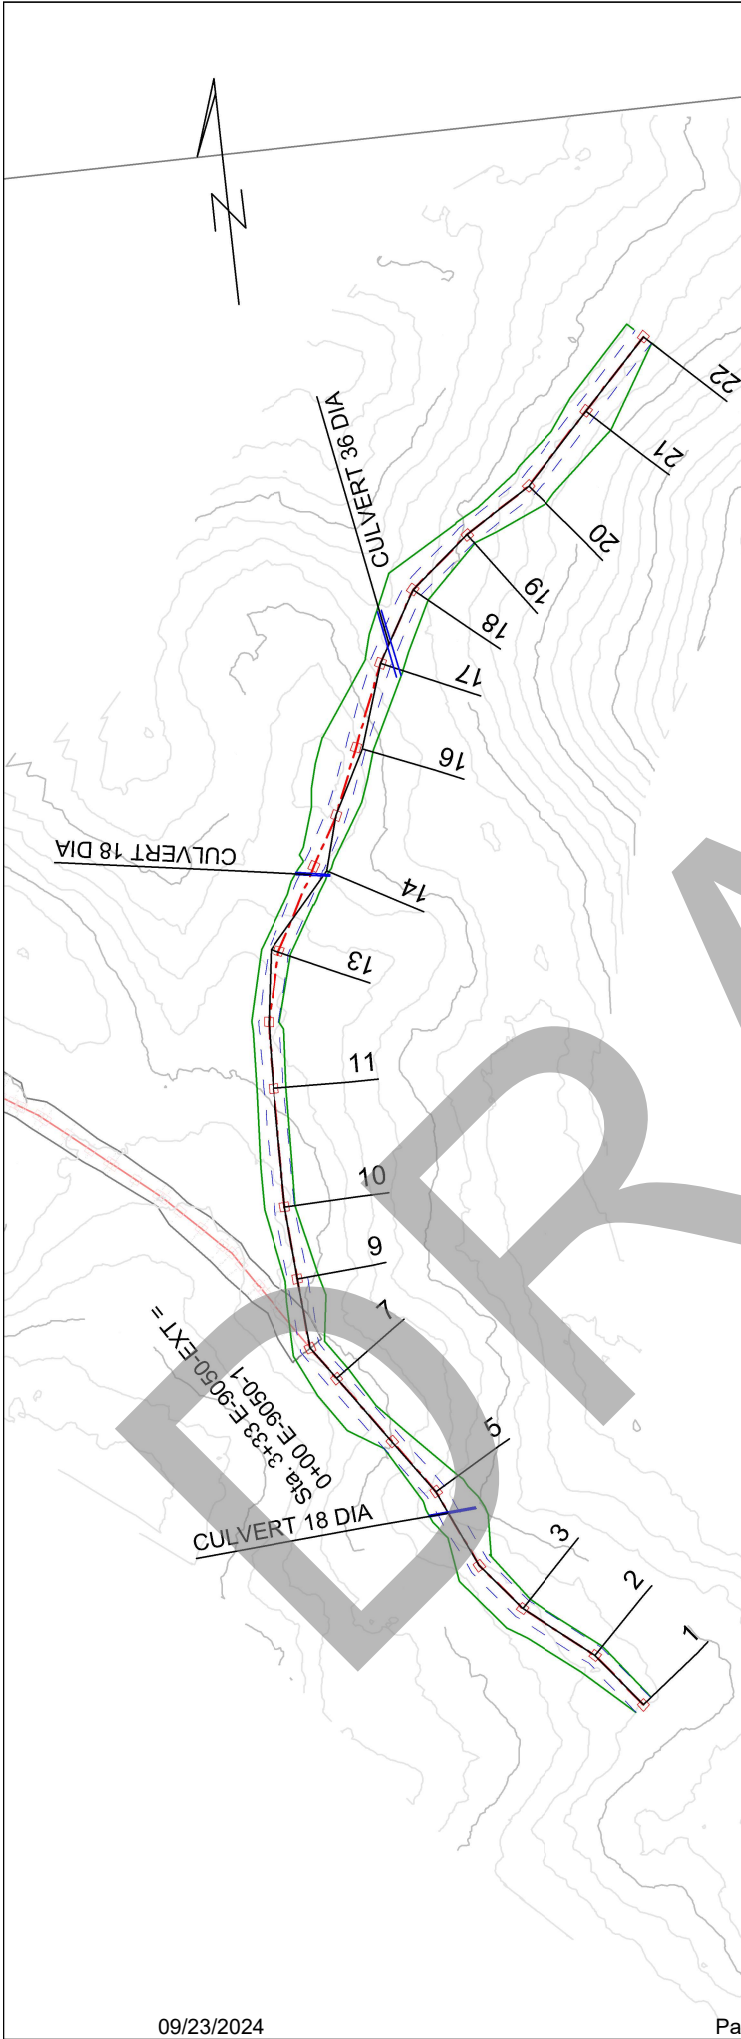 N
22
21
CULVERT 36 DIA
20
19
18
17
16
CULVERT 18 DIA
14
13
11
10
9
7
Sta. 3+33 E-9050-EXT =
0+00 E-9050-1
5
CULVERT 18 DIA
3
2
1
DRA
09/23/2024
Pa